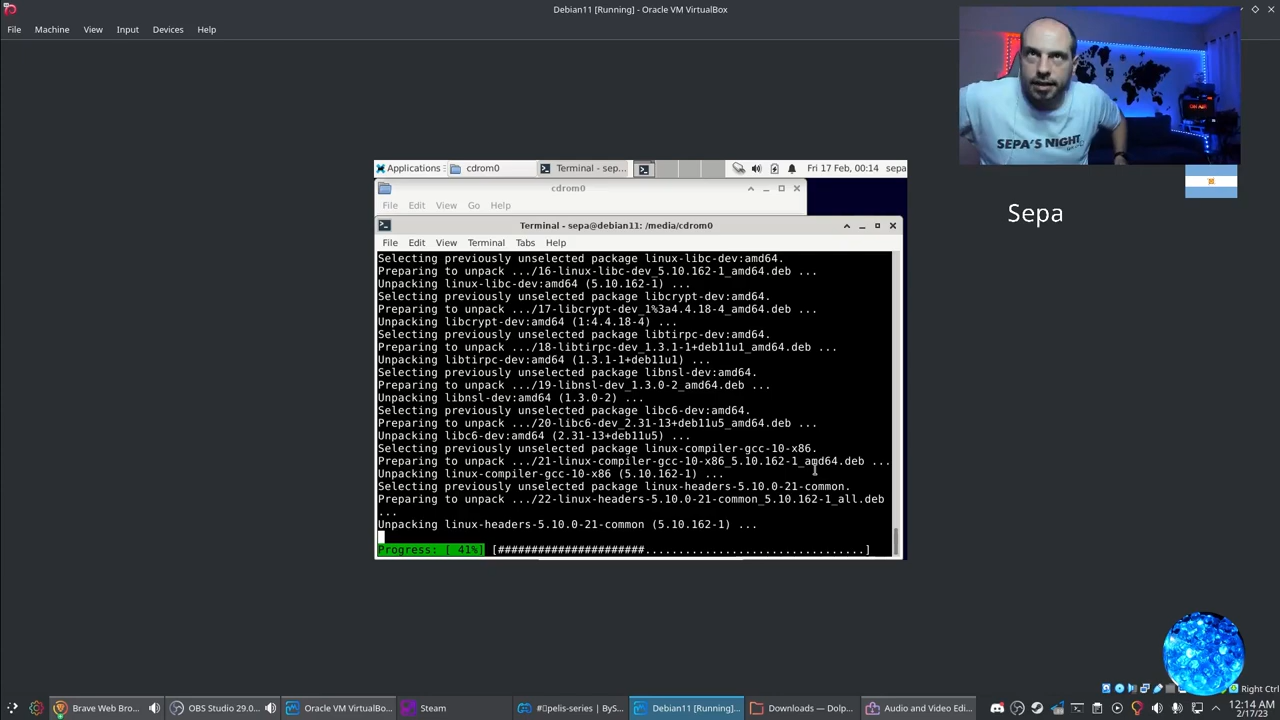 Debian11 [Running] - Oracle VM VirtualBox
File Machine View Input Devices Help
SEPA'S NIGHT
ON AIR
Sepa
Applications cdrom0 Terminal - sep... Fri 17 Feb, 00:14 sepa
cdrom0
File Edit View Go Help
Terminal - sepa@debian11: /media/cdrom0
File Edit View Terminal Tabs Help
Selecting previously unselected package linux-libc-dev:amd64.
Preparing to unpack .../16-linux-libc-dev_5.10.162-1_amd64.deb ...
Unpacking linux-libc-dev:amd64 (5.10.162-1) ...
Selecting previously unselected package libcrypt-dev:amd64.
Preparing to unpack .../17-libcrypt-dev_1%3a4.4.18-4_amd64.deb ...
Unpacking libcrypt-dev:amd64 (1:4.4.18-4) ...
Selecting previously unselected package libtirpc-dev:amd64.
Preparing to unpack .../18-libtirpc-dev_1.3.1-1+deb11u1_amd64.deb ...
Unpacking libtirpc-dev:amd64 (1.3.1-1+deb11u1) ...
Selecting previously unselected package libnsl-dev:amd64.
Preparing to unpack .../19-libnsl-dev_1.3.0-2_amd64.deb ...
Unpacking libnsl-dev:amd64 (1.3.0-2) ...
Selecting previously unselected package libc6-dev:amd64.
Preparing to unpack .../20-libc6-dev_2.31-13+deb11u5_amd64.deb ...
Unpacking libc6-dev:amd64 (2.31-13+deb11u5) ...
Selecting previously unselected package linux-compiler-gcc-10-x86.
Preparing to unpack .../21-linux-compiler-gcc-10-x86_5.10.162-1_amd64.deb ...
Unpacking linux-compiler-gcc-10-x86 (5.10.162-1) ...
Selecting previously unselected package linux-headers-5.10.0-21-common.
Preparing to unpack .../22-linux-headers-5.10.0-21-common_5.10.162-1_all.deb
...
Unpacking linux-headers-5.10.0-21-common (5.10.162-1) ...
Progress: [ 41%] [######################.................................]
Right Ctrl
Brave Web Bro... OBS Studio 29.0... Oracle VM VirtualB... Steam pelis-series | ByS... Debian11 [Running]... Downloads — Dolp... Audio and Video Edi... 12:14 AM
2/17/23